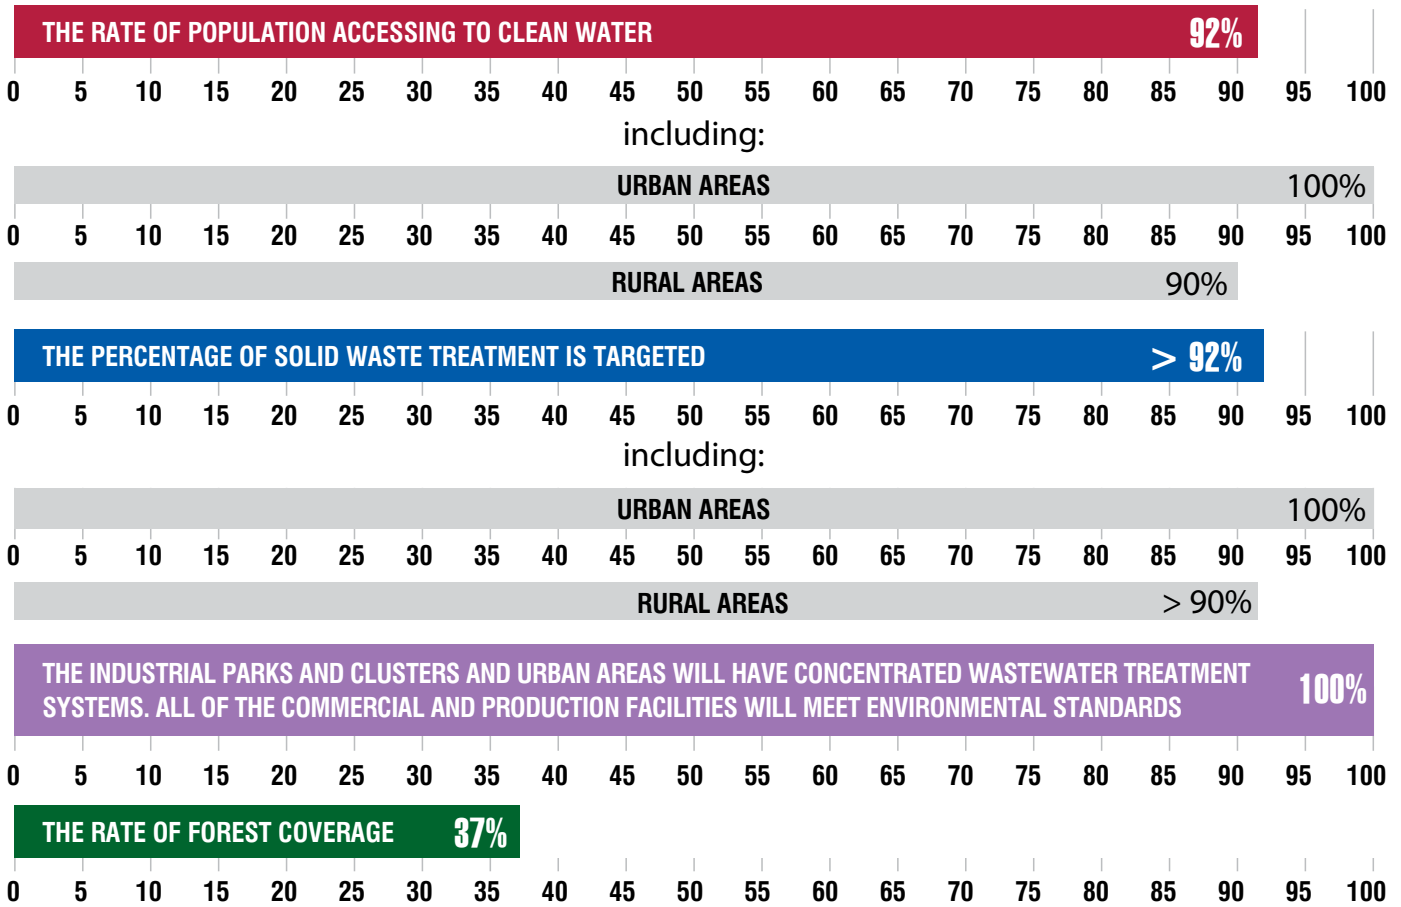 THE RATE OF POPULATION ACCESSING TO CLEAN WATER 92%
0 5 10 15 20 25 30 35 40 45 50 55 60 65 70 75 80 85 90 95 100
including:
URBAN AREAS 100%
0 5 10 15 20 25 30 35 40 45 50 55 60 65 70 75 80 85 90 95 100
RURAL AREAS 90%
THE PERCENTAGE OF SOLID WASTE TREATMENT IS TARGETED > 92%
0 5 10 15 20 25 30 35 40 45 50 55 60 65 70 75 80 85 90 95 100
including:
URBAN AREAS 100%
0 5 10 15 20 25 30 35 40 45 50 55 60 65 70 75 80 85 90 95 100
RURAL AREAS > 90%
THE INDUSTRIAL PARKS AND CLUSTERS AND URBAN AREAS WILL HAVE CONCENTRATED WASTEWATER TREATMENT
SYSTEMS. ALL OF THE COMMERCIAL AND PRODUCTION FACILITIES WILL MEET ENVIRONMENTAL STANDARDS
100%
0 5 10 15 20 25 30 35 40 45 50 55 60 65 70 75 80 85 90 95 100
THE RATE OF FOREST COVERAGE 37%
0 5 10 15 20 25 30 35 40 45 50 55 60 65 70 75 80 85 90 95 100